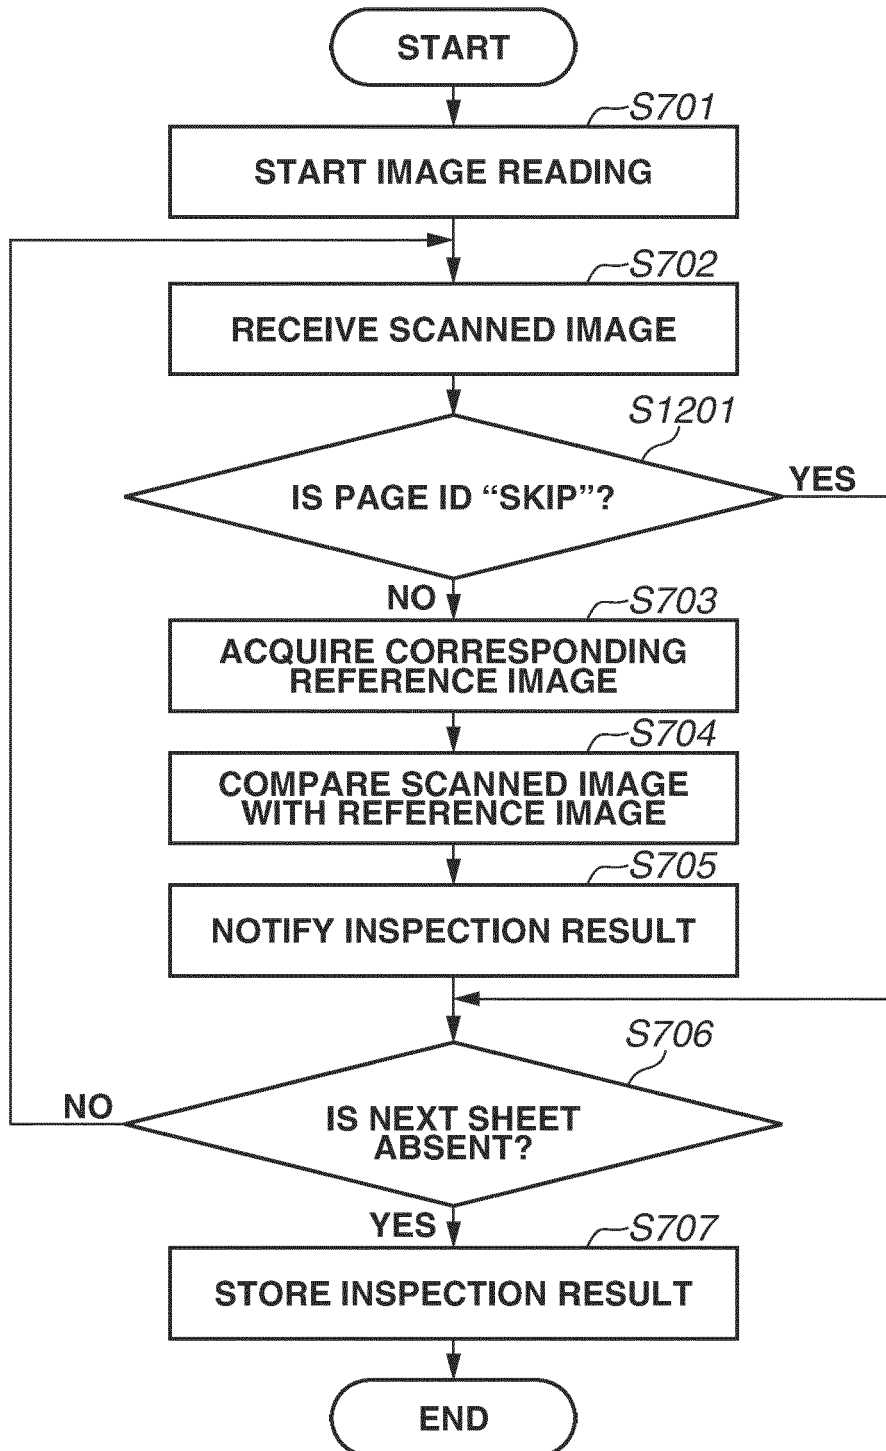 START
S701
START IMAGE READING
S702
RECEIVE SCANNED IMAGE
S1201
IS PAGE ID “SKIP”?
YES
NO
S703
ACQUIRE CORRESPONDING
REFERENCE IMAGE
S704
COMPARE SCANNED IMAGE
WITH REFERENCE IMAGE
S705
NOTIFY INSPECTION RESULT
S706
NO
IS NEXT SHEET
ABSENT?
YES
S707
STORE INSPECTION RESULT
END